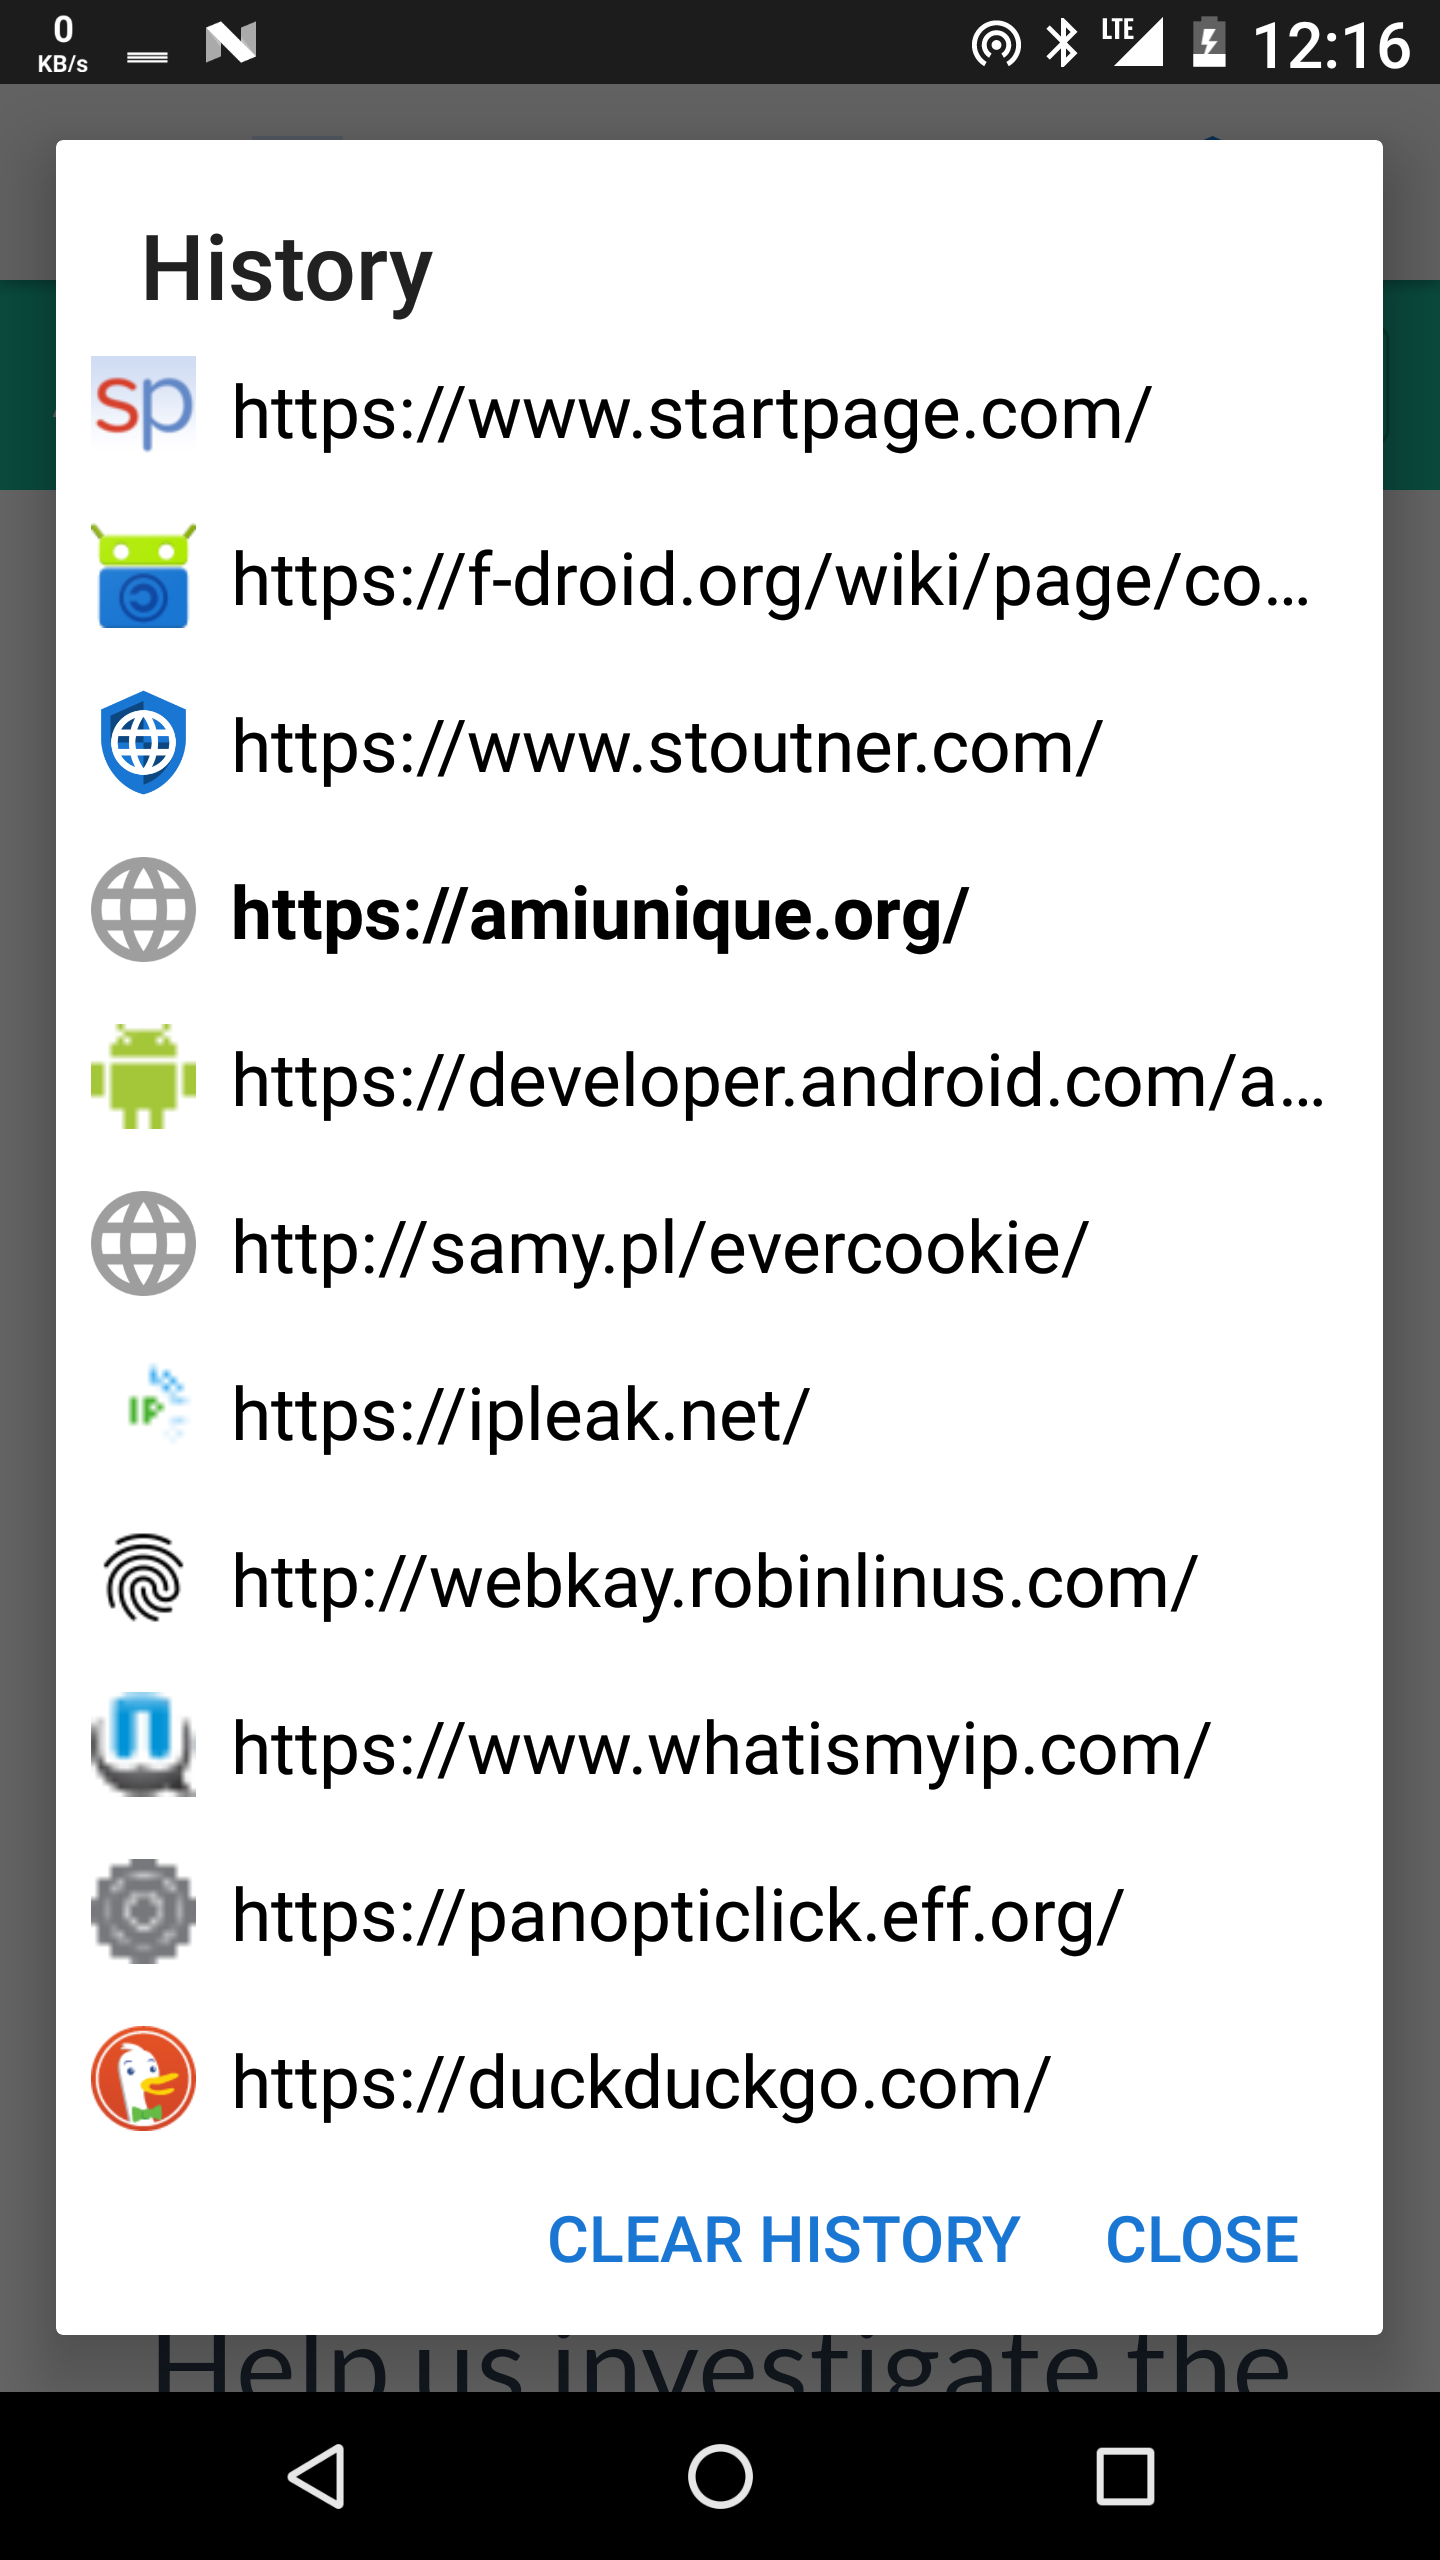 0
KB/s
LTE
12:16
History
sp
https://www.startpage.com/
https://f-droid.org/wiki/page/co...
https://www.stoutner.com/
https://amiunique.org/
https://developer.android.com/a...
http://samy.pl/evercookie/
IP
https://ipleak.net/
http://webkay.robinlinus.com/
https://www.whatismyip.com/
https://panopticlick.eff.org/
https://duckduckgo.com/
CLEAR HISTORY
CLOSE
Help us investigate the